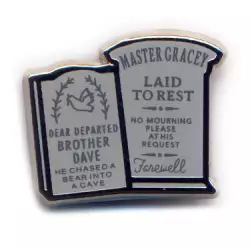 DEAR DEPARTED
BROTHER
DAVE
HE CHASED A
BEAR INTO
A CAVE
MASTER GRACEY
LAID
TO REST
NO MOURNING
PLEASE
AT HIS
REQUEST
Farewell